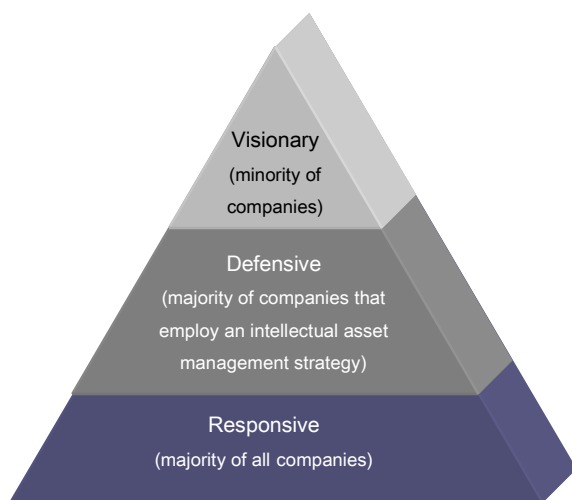 Visionary
(minority of
companies)
Defensive
(majority of companies that
employ an intellectual asset
management strategy)
Responsive
(majority of all companies)